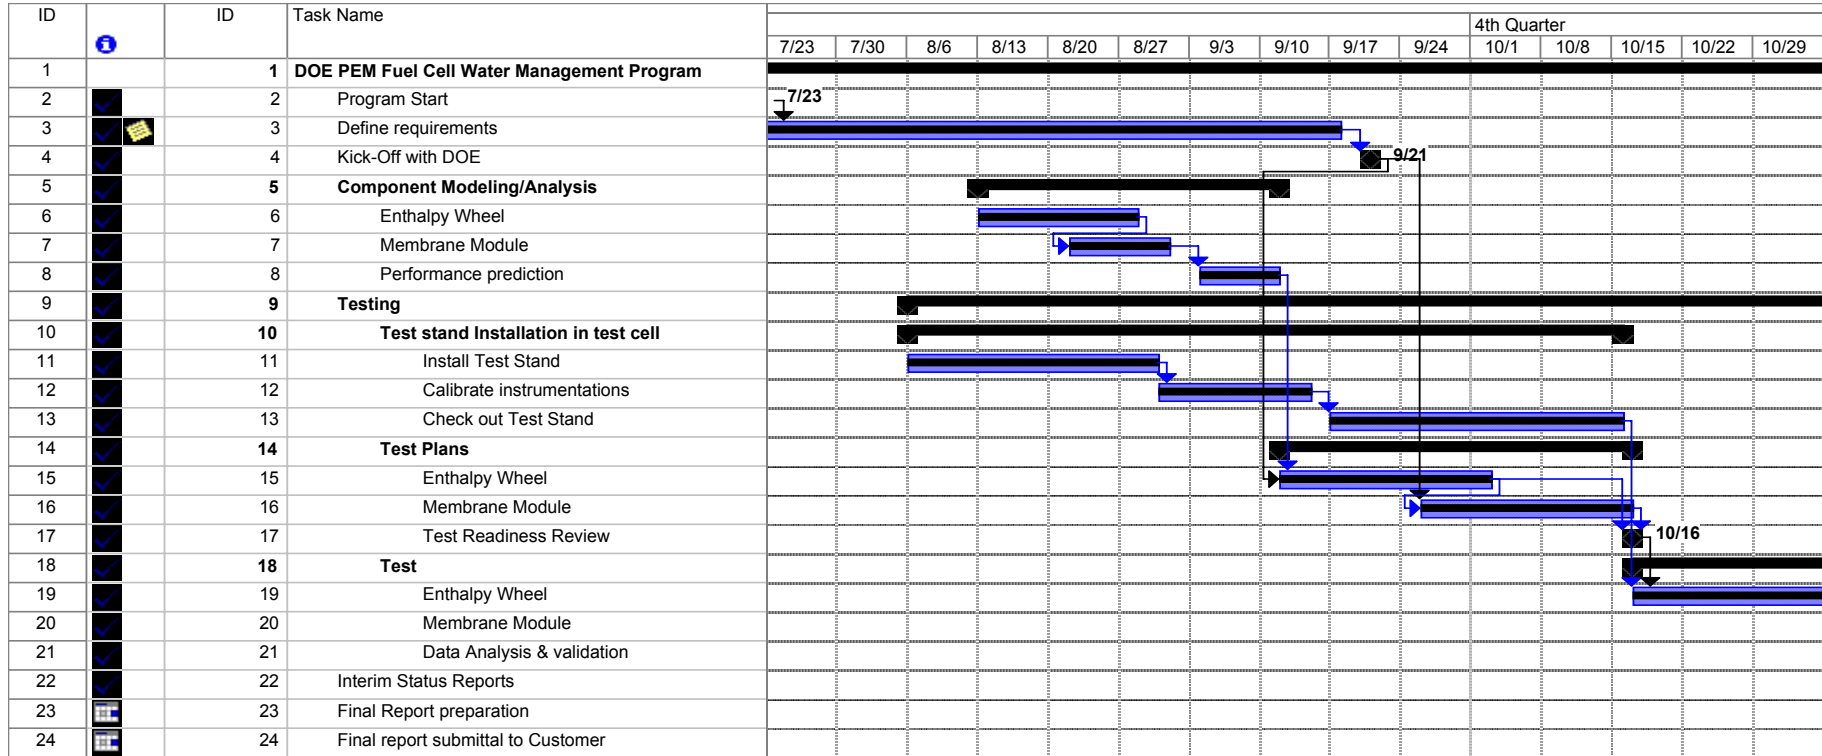 ID ID Task Name
4th Quarter
7/23 7/30 8/6 8/13 8/20 8/27 9/3 9/10 9/17 9/24 10/1 10/8 10/15 10/22 10/29
1 1 DOE PEM Fuel Cell Water Management Program
2 2 Program Start 7/23
3 3 Define requirements
4 4 Kick-Off with DOE 9/21
5 5 Component Modeling/Analysis
6 6 Enthalpy Wheel
7 7 Membrane Module
8 8 Performance prediction
9 9 Testing
10 10 Test stand Installation in test cell
11 11 Install Test Stand
12 12 Calibrate instrumentations
13 13 Check out Test Stand
14 14 Test Plans
15 15 Enthalpy Wheel
16 16 Membrane Module
17 17 Test Readiness Review 10/16
18 18 Test
19 19 Enthalpy Wheel
20 20 Membrane Module
21 21 Data Analysis & validation
22 22 Interim Status Reports
23 23 Final Report preparation
24 24 Final report submittal to Customer